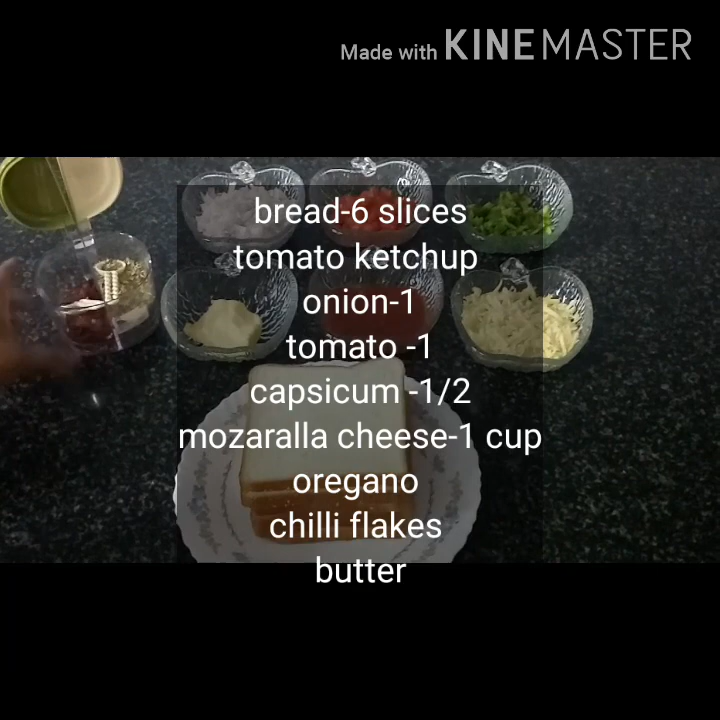 Made with KINEMASTER
bread-6 slices
tomato ketchup
onion-1
tomato -1
capsicum -1/2
mozaralla cheese-1 cup
oregano
chilli flakes
butter